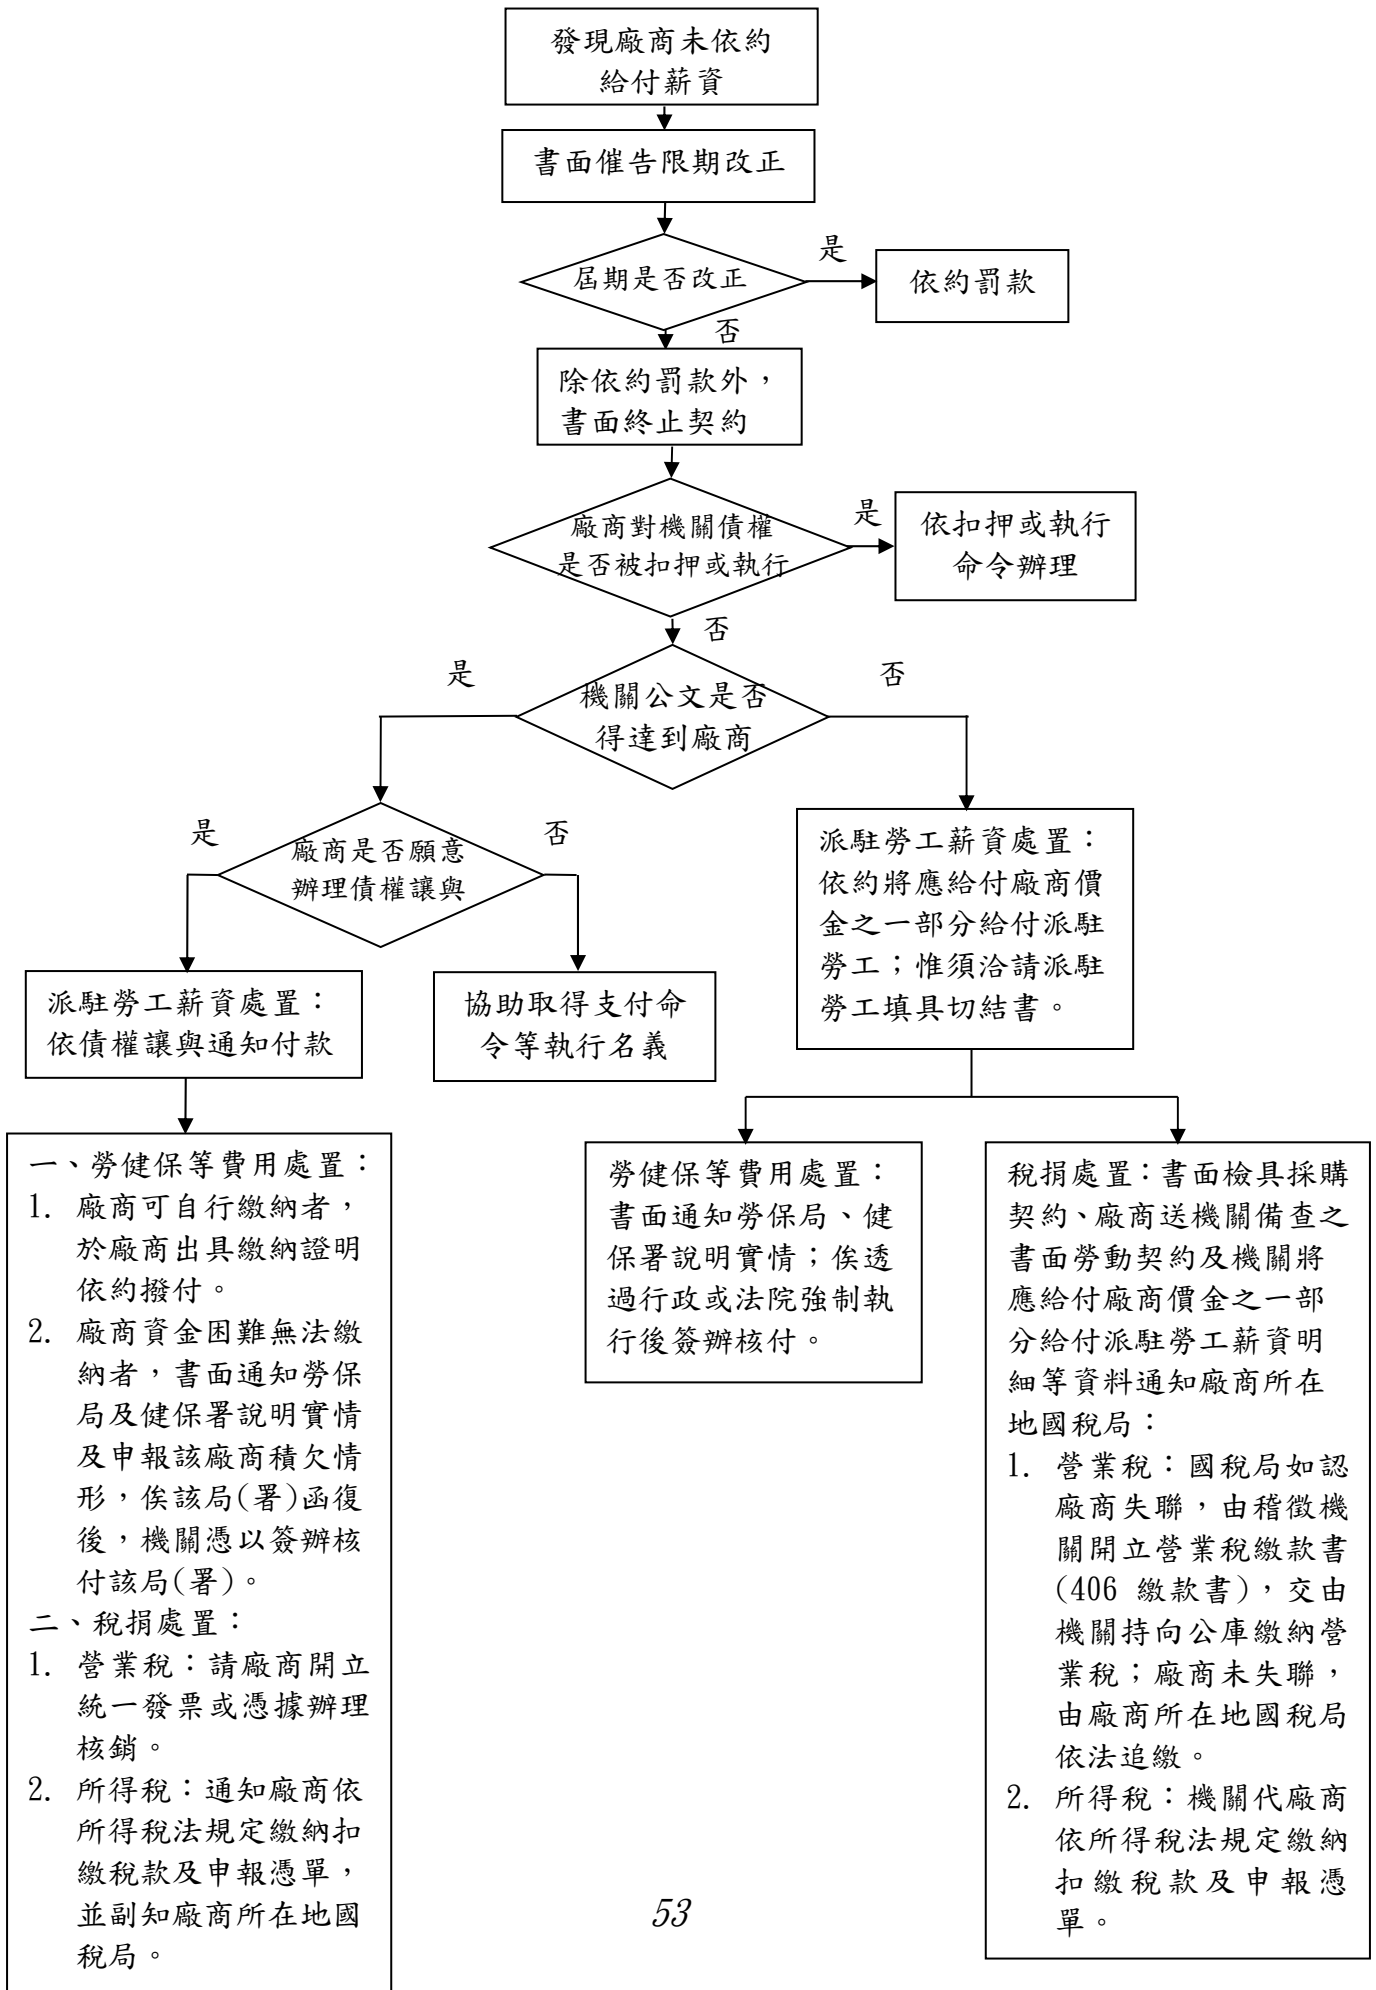 發現廠商未依約
給付薪資
書面催告限期改正
屆期是否改正
是
依約罰款
否
除依約罰款外，
書面終止契約
廠商對機關債權
是否被扣押或執行
是
依扣押或執行
命令辦理
否
機關公文是否
得達到廠商
是
否
廠商是否願意
辦理債權讓與
是
否
派駐勞工薪資處置：
依約將應給付廠商價
金之一部分給付派駐
勞工；惟須洽請派駐
勞工填具切結書。
派駐勞工薪資處置：
依債權讓與通知付款
協助取得支付命
令等執行名義
一、勞健保等費用處置：
1. 廠商可自行繳納者，
於廠商出具繳納證明
依約撥付。
2. 廠商資金困難無法繳
納者，書面通知勞保
局及健保署說明實情
及申報該廠商積欠情
形，俟該局(署)函復
後，機關憑以簽辦核
付該局(署)。
二、稅捐處置：
1. 營業稅：請廠商開立
統一發票或憑據辦理
核銷。
2. 所得稅：通知廠商依
所得稅法規定繳納扣
繳稅款及申報憑單，
並副知廠商所在地國
稅局。
勞健保等費用處置：
書面通知勞保局、健
保署說明實情；俟透
過行政或法院強制執
行後簽辦核付。
稅捐處置：書面檢具採購
契約、廠商送機關備查之
書面勞動契約及機關將
應給付廠商價金之一部
分給付派駐勞工薪資明
細等資料通知廠商所在
地國稅局：
1. 營業稅：國稅局如認
廠商失聯，由稽徵機
關開立營業稅繳款書
(406 繳款書)，交由
機關持向公庫繳納營
業稅；廠商未失聯，
由廠商所在地國稅局
依法追繳。
2. 所得稅：機關代廠商
依所得稅法規定繳納
扣繳稅款及申報憑
單。
53